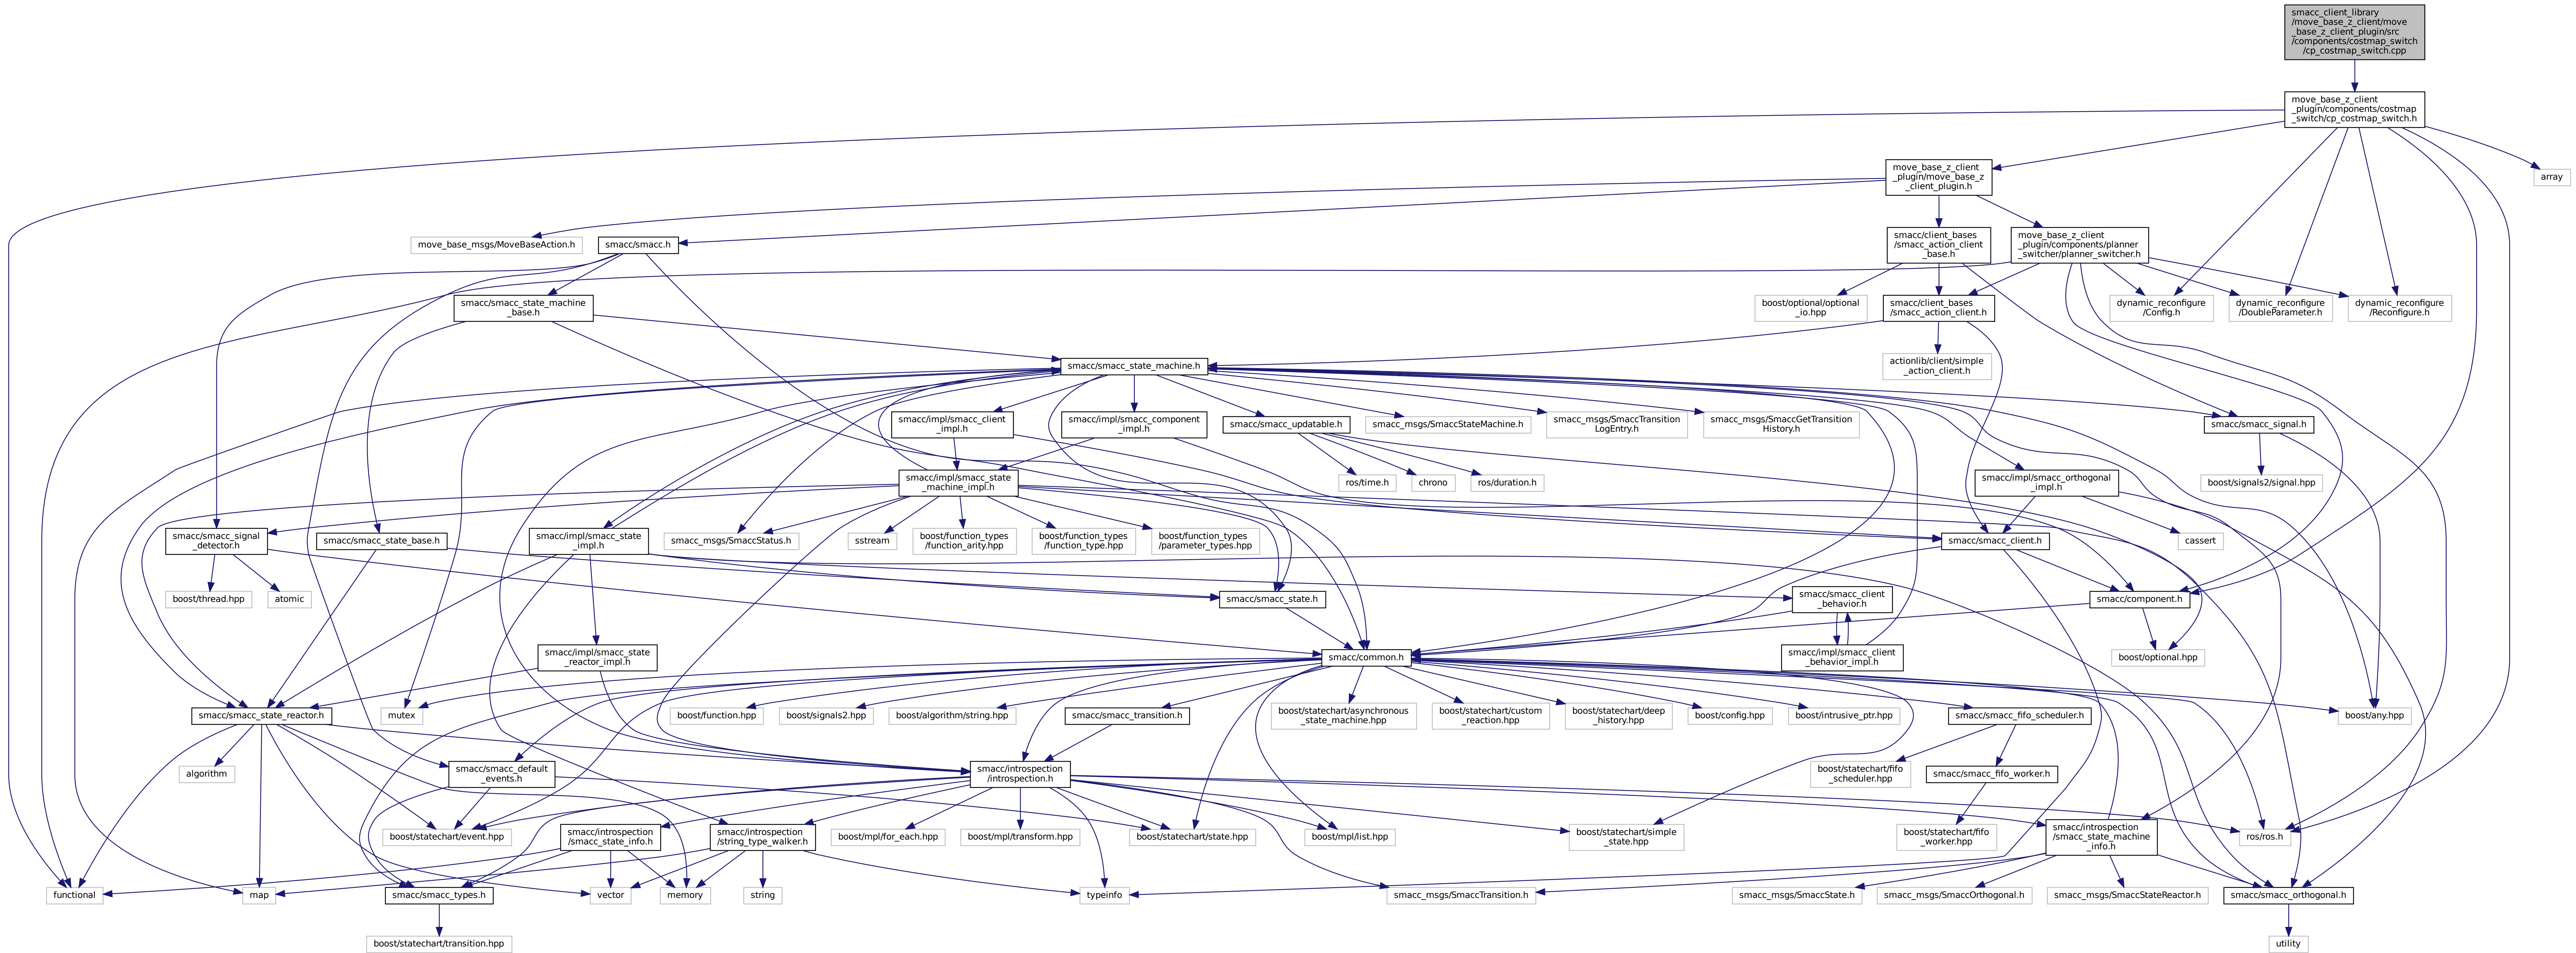 smacc_client_library
/move_base_z_client/move
_base_z_client_plugin/src
/components/costmap_switch
/cp_costmap_switch.cpp
move_base_z_client
_plugin/components/costmap
_switch/cp_costmap_switch.h
move_base_z_client
_plugin/move_base_z
_client_plugin.h
array
move_base_msgs/MoveBaseAction.h
smacc/smacc.h
smacc/client_bases
/smacc_action_client
_base.h
move_base_z_client
_plugin/components/planner
_switcher/planner_switcher.h
smacc/smacc_state_machine
_base.h
boost/optional/optional
_io.hpp
smacc/client_bases
/smacc_action_client.h
dynamic_reconfigure
/Config.h
dynamic_reconfigure
/DoubleParameter.h
dynamic_reconfigure
/Reconfigure.h
smacc/smacc_state_machine.h
actionlib/client/simple
_action_client.h
smacc/impl/smacc_client
_impl.h
smacc/impl/smacc_component
_impl.h
smacc/smacc_updatable.h
smacc_msgs/SmaccStateMachine.h
smacc_msgs/SmaccTransition
LogEntry.h
smacc_msgs/SmaccGetTransition
History.h
smacc/smacc_signal.h
smacc/impl/smacc_state
_machine_impl.h
ros/time.h
chrono
ros/duration.h
smacc/impl/smacc_orthogonal
_impl.h
boost/signals2/signal.hpp
smacc/smacc_signal
_detector.h
smacc/smacc_state_base.h
smacc/impl/smacc_state
_impl.h
smacc_msgs/SmaccStatus.h
sstream
boost/function_types
/function_arity.hpp
boost/function_types
/function_type.hpp
boost/function_types
/parameter_types.hpp
smacc/smacc_client.h
cassert
boost/thread.hpp
atomic
smacc/smacc_state.h
smacc/smacc_client
_behavior.h
smacc/component.h
smacc/impl/smacc_state
_reactor_impl.h
smacc/common.h
smacc/impl/smacc_client
_behavior_impl.h
boost/optional.hpp
smacc/smacc_state_reactor.h
mutex
boost/function.hpp
boost/signals2.hpp
boost/algorithm/string.hpp
smacc/smacc_transition.h
boost/statechart/asynchronous
_state_machine.hpp
boost/statechart/custom
_reaction.hpp
boost/statechart/deep
_history.hpp
boost/config.hpp
boost/intrusive_ptr.hpp
smacc/smacc_fifo_scheduler.h
boost/any.hpp
algorithm
smacc/smacc_default
_events.h
smacc/introspection
/introspection.h
boost/statechart/fifo
_scheduler.hpp
smacc/smacc_fifo_worker.h
boost/statechart/event.hpp
smacc/introspection
/smacc_state_info.h
smacc/introspection
/string_type_walker.h
boost/mpl/for_each.hpp
boost/mpl/transform.hpp
boost/statechart/state.hpp
boost/mpl/list.hpp
boost/statechart/simple
_state.hpp
boost/statechart/fifo
_worker.hpp
smacc/introspection
/smacc_state_machine
_info.h
ros/ros.h
functional
map
smacc/smacc_types.h
vector
memory
string
typeinfo
smacc_msgs/SmaccTransition.h
smacc_msgs/SmaccState.h
smacc_msgs/SmaccOrthogonal.h
smacc_msgs/SmaccStateReactor.h
smacc/smacc_orthogonal.h
boost/statechart/transition.hpp
utility